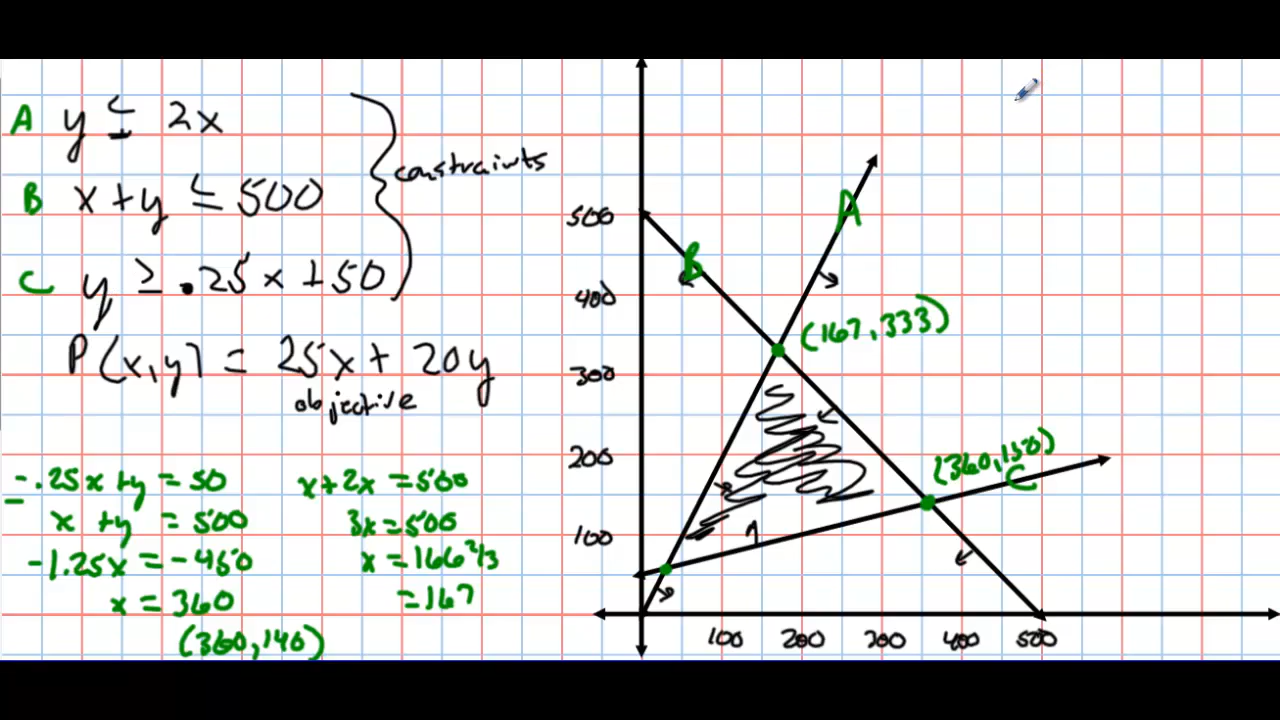 A y ≤ 2x
B x + y ≤ 500
constraints
C y ≥ .25x + 50
P(x,y) = 25x + 20y
objective
-.25x + y = 50
- x + y = 500
-1.25x = -450
x = 360
(360,140)
x + 2x = 500
3x = 500
x = 166 2/3
= 167
A
B
C
(167,333)
(360,150)
500
400
300
200
100
100 200 300 400 500